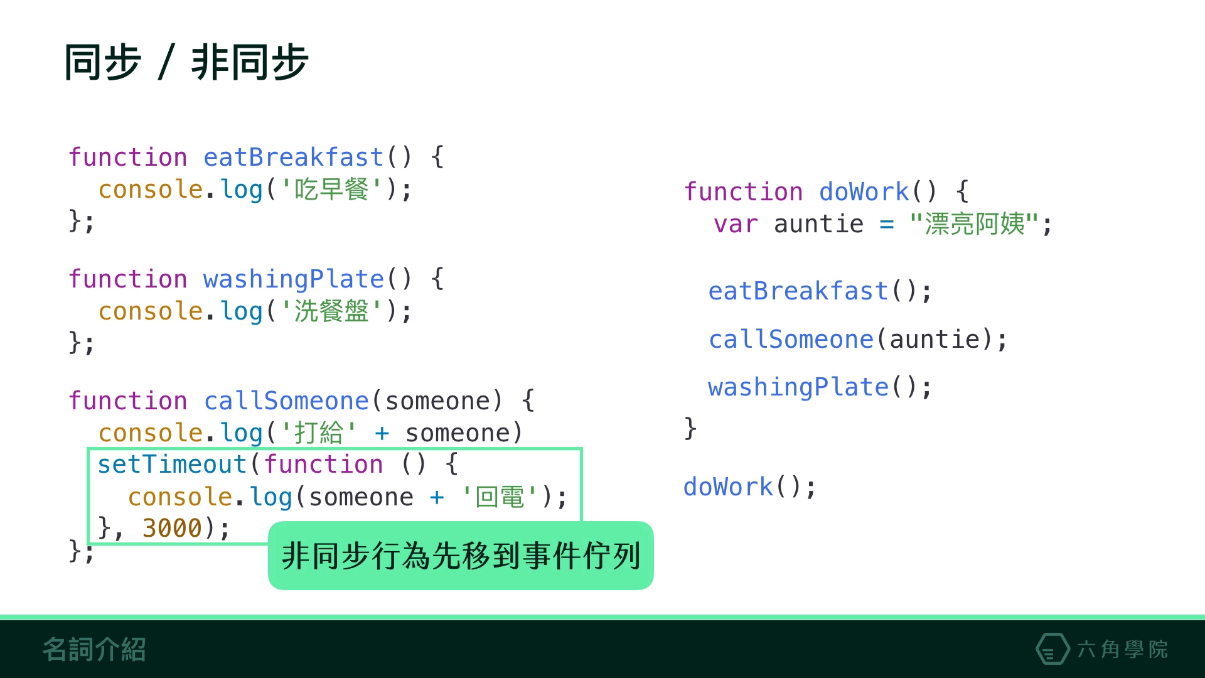 同步 / 非同步
function eatBreakfast() {
  console.log('吃早餐');
};
function washingPlate() {
  console.log('洗餐盤');
};
function callSomeone(someone) {
  console.log('打給' + someone)
  setTimeout(function () {
    console.log(someone + '回電');
  }, 3000);
};
非同步行為先移到事件佇列
function doWork() {
  var auntie = "漂亮阿姨";
  eatBreakfast();
  callSomeone(auntie);
  washingPlate();
}
doWork();
名詞介紹
六角學院